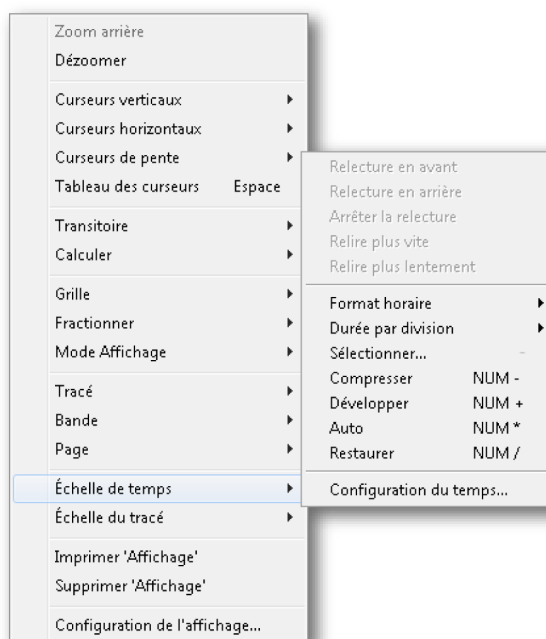 Zoom arrière
Dézoomer
Curseurs verticaux
Curseurs horizontaux
Curseurs de pente
Tableau des curseurs Espace
Transitoire
Calculer
Grille
Fractionner
Mode Affichage
Tracé
Bande
Page
Échelle de temps
Échelle du tracé
Imprimer 'Affichage'
Supprimer 'Affichage'
Configuration de l'affichage...
Relecture en avant
Relecture en arrière
Arrêter la relecture
Relire plus vite
Relire plus lentement
Format horaire
Durée par division
Sélectionner... -
Compresser NUM -
Développer NUM +
Auto NUM *
Restaurer NUM /
Configuration du temps...